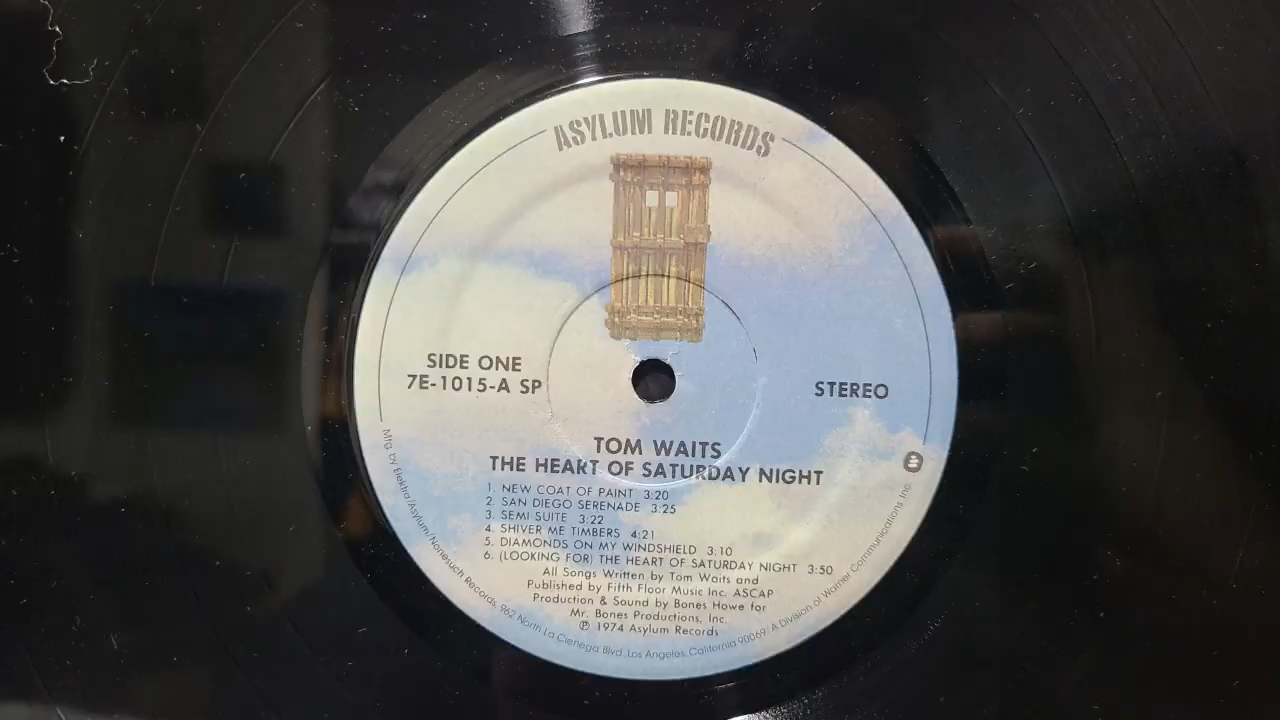 ASYLUM RECORDS
SIDE ONE
7E-1015-A SP
STEREO
TOM WAITS
THE HEART OF SATURDAY NIGHT
1. NEW COAT OF PAINT 3:20
2. SAN DIEGO SERENADE 3:25
3. SEMI SUITE 3:22
4. SHIVER ME TIMBERS 4:21
5. DIAMONDS ON MY WINDSHIELD 3:10
6. (LOOKING FOR) THE HEART OF SATURDAY NIGHT 3:50
All Songs Written by Tom Waits and
Published by Fifth Floor Music Inc. ASCAP
Production & Sound by Bones Howe for
Mr. Bones Productions, Inc.
℗ 1974 Asylum Records
Mfg. by Elektra/Asylum/Nonesuch Records, 962 North La Cienega Blvd. Los Angeles, California 90069/A Division of Warner Communications Inc.